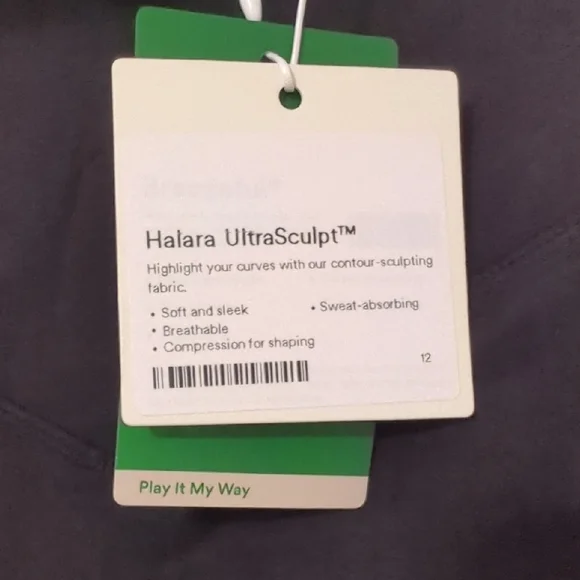 Halara UltraSculpt™
Highlight your curves with our contour-sculpting
fabric.
• Soft and sleek
• Sweat-absorbing
• Breathable
• Compression for shaping
12
Play It My Way